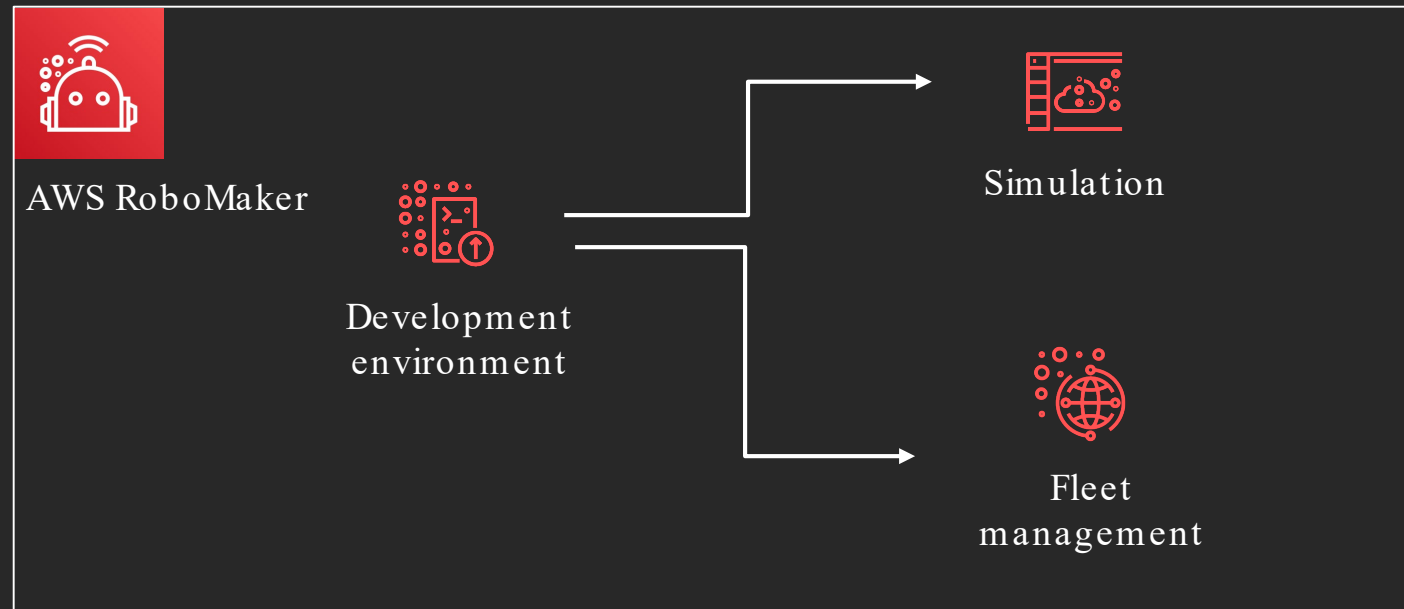 AWS RoboMaker
Development
environment
Simulation
Fleet
management